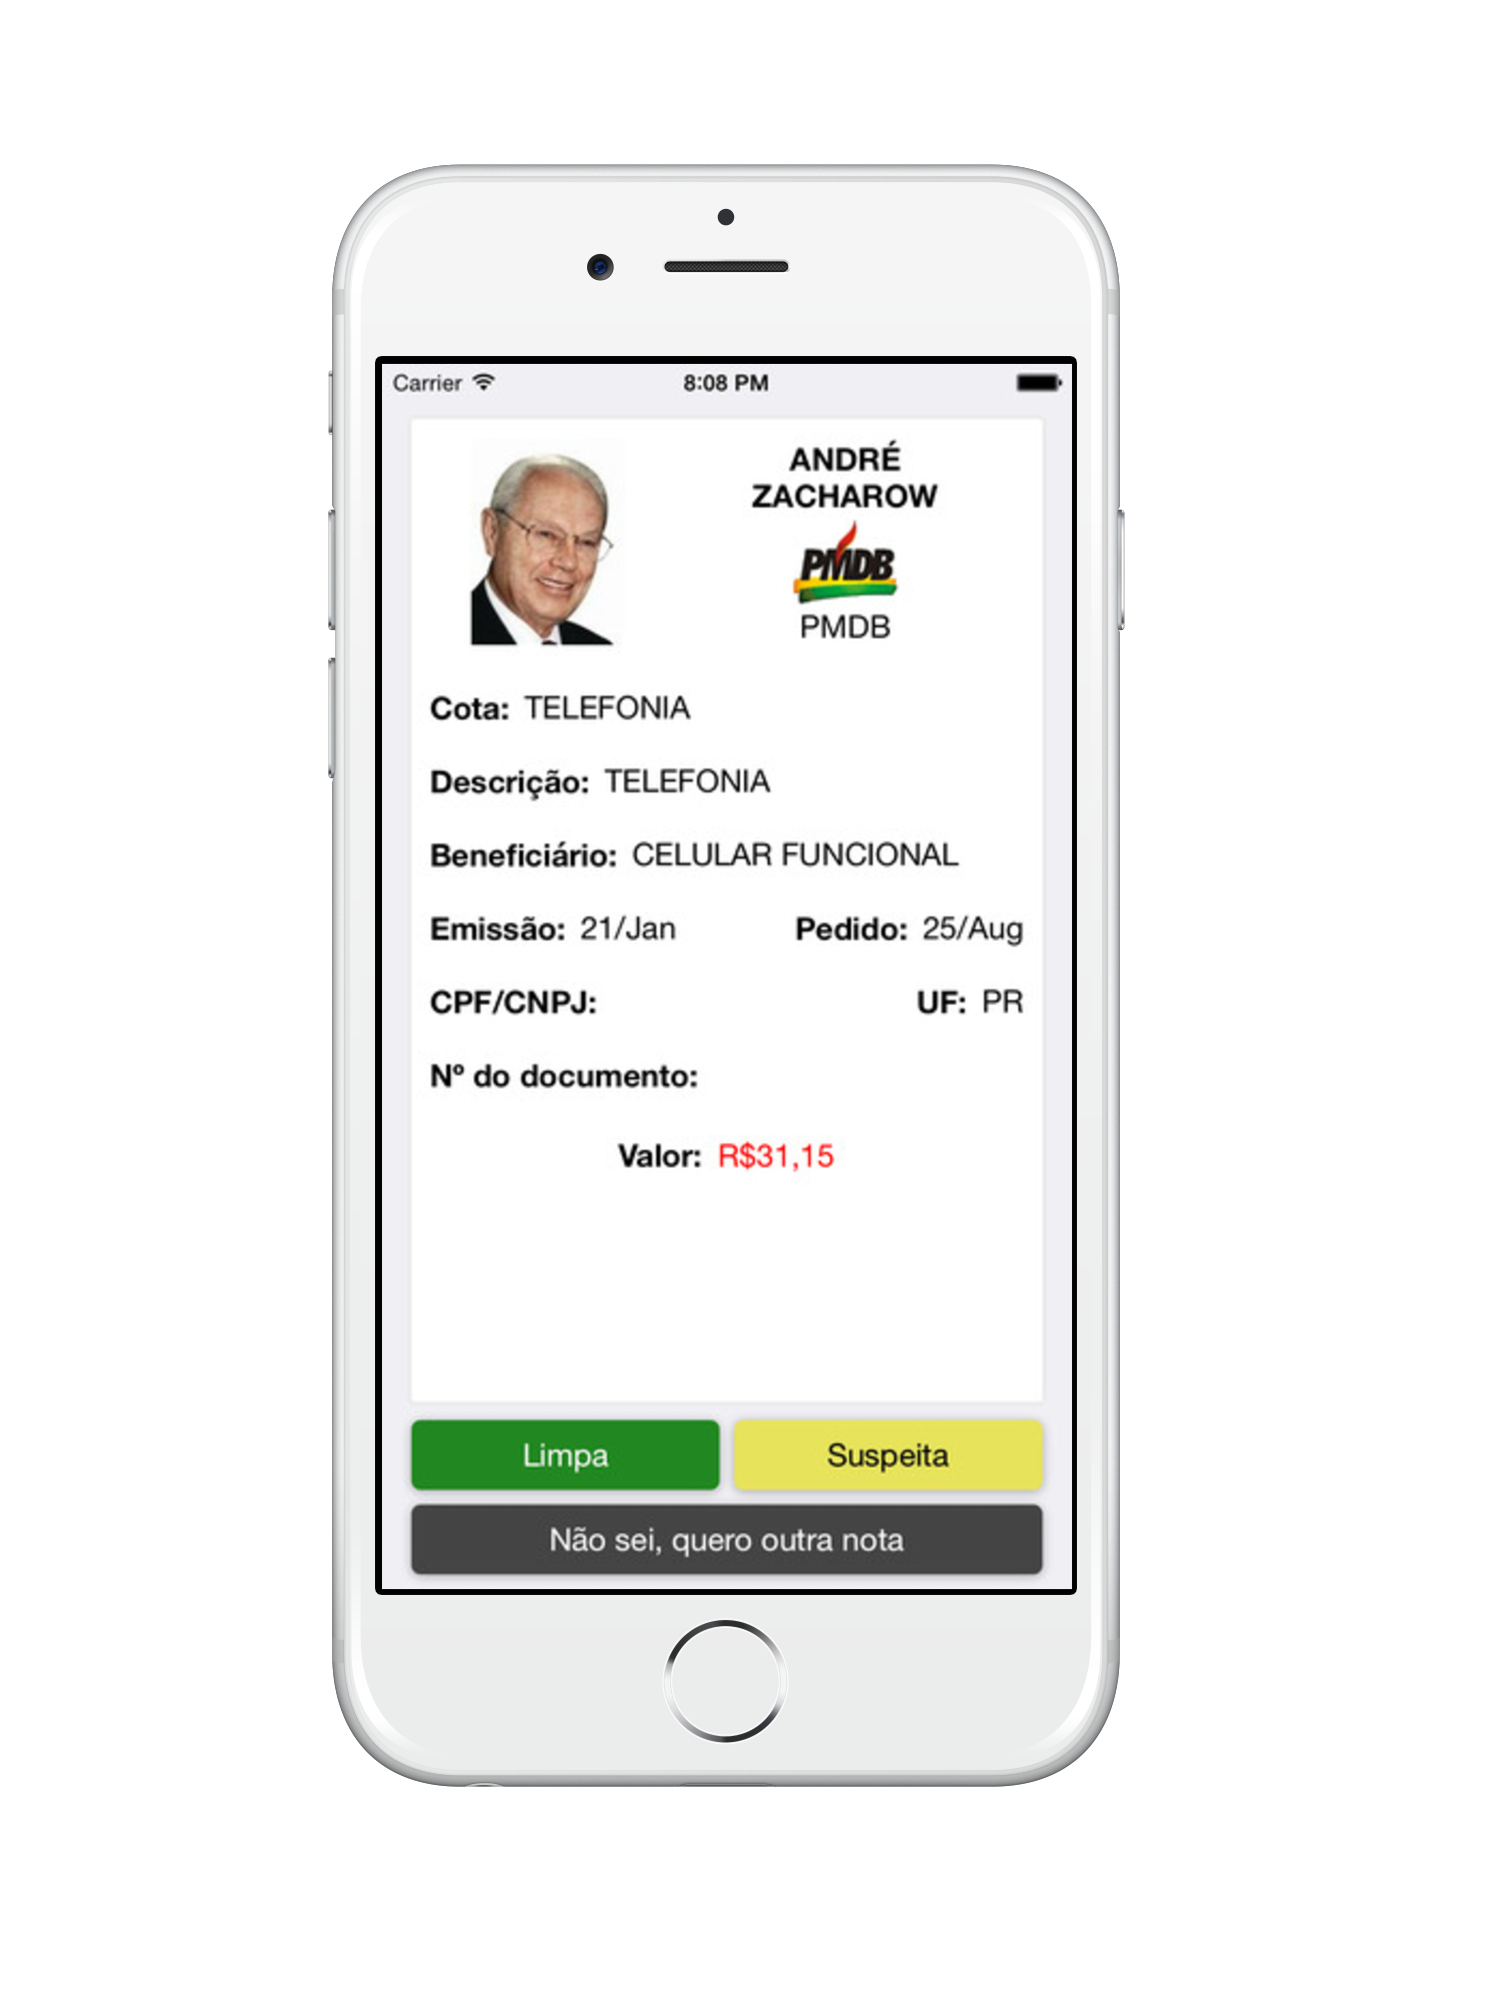 Carrier 8:08 PM
ANDRÉ
ZACHAROW
PMDB
PMDB
Cota: TELEFONIA
Descrição: TELEFONIA
Beneficiário: CELULAR FUNCIONAL
Emissão: 21/Jan Pedido: 25/Aug
CPF/CNPJ: UF: PR
Nº do documento:
Valor: R$31,15
Limpa Suspeita
Não sei, quero outra nota